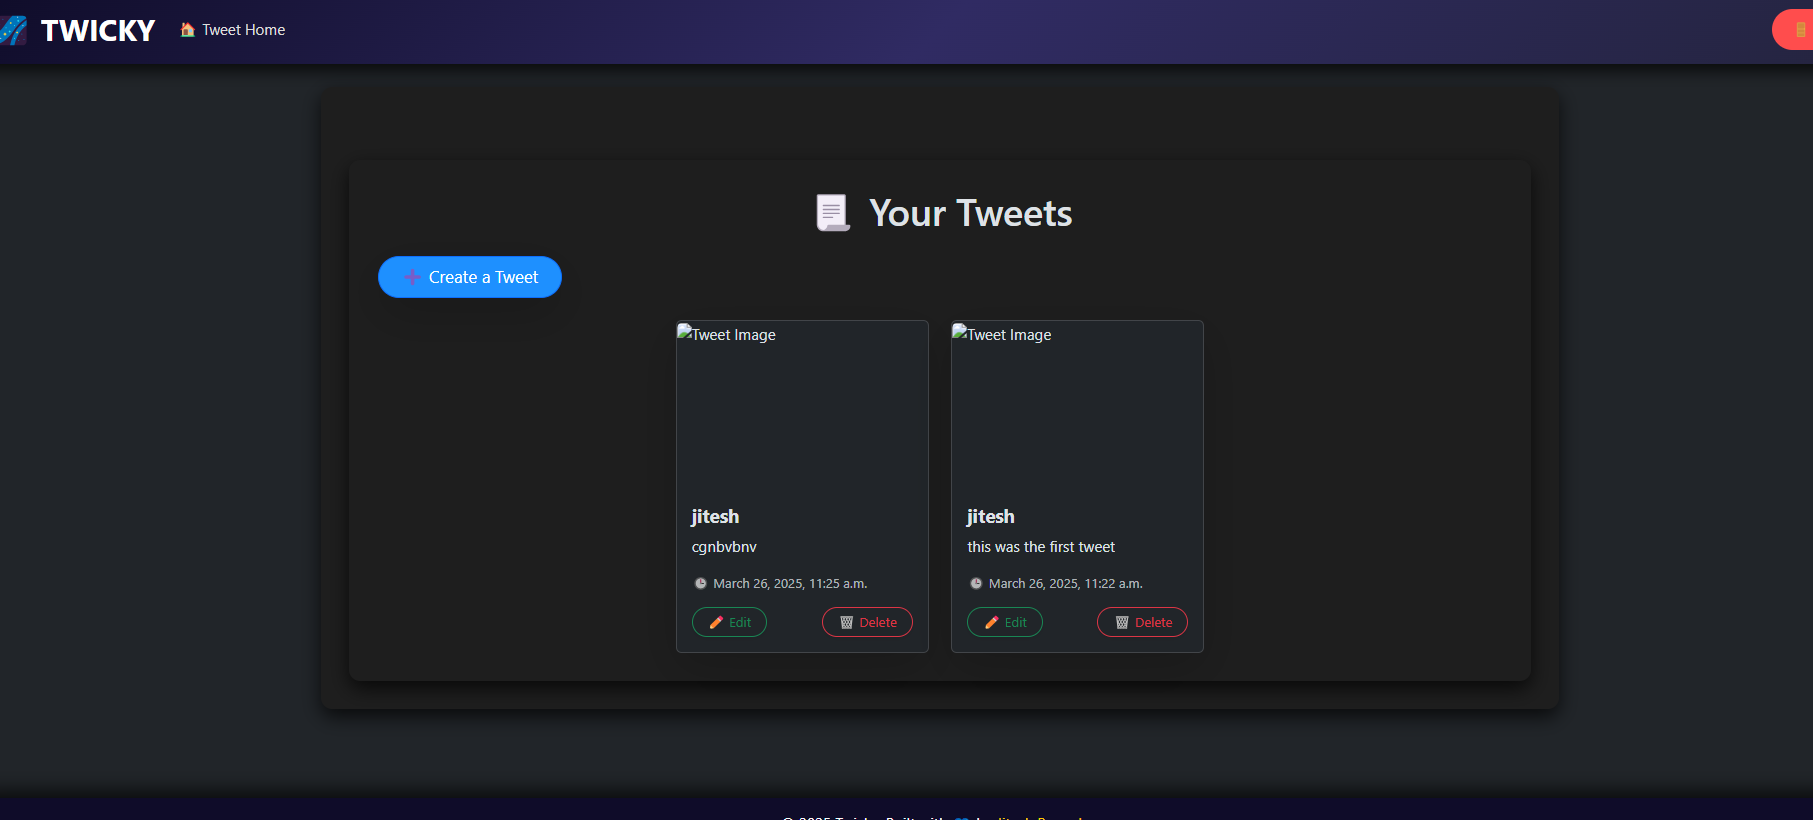 TWICKY
Tweet Home
Your Tweets
Create a Tweet
Tweet Image
jitesh
cgnbvbnv
March 26, 2025, 11:25 a.m.
Edit Delete
Tweet Image
jitesh
this was the first tweet
March 26, 2025, 11:22 a.m.
Edit Delete